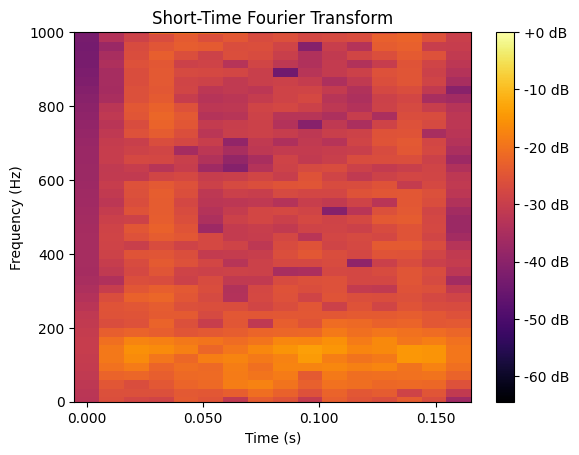 Short-Time Fourier Transform
1000
800
600
400
200
0
Frequency (Hz)
0.000
0.050
0.100
0.150
Time (s)
+0 dB
-10 dB
-20 dB
-30 dB
-40 dB
-50 dB
-60 dB